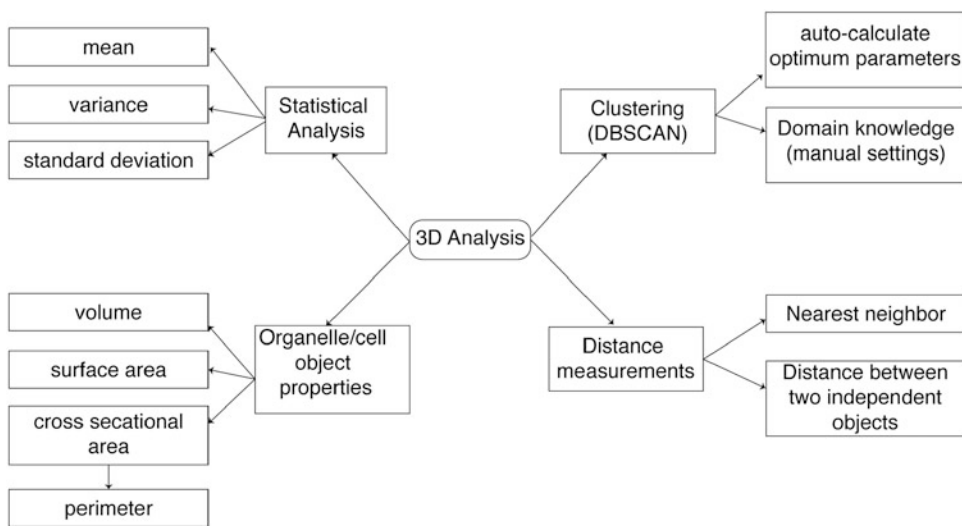 mean
variance
standard deviation
Statistical
Analysis
Clustering
(DBSCAN)
auto-calculate
optimum parameters
Domain knowledge
(manual settings)
3D Analysis
volume
surface area
cross secational
area
perimeter
Organelle/cell
object
properties
Distance
measurements
Nearest neighbor
Distance between
two independent
objects